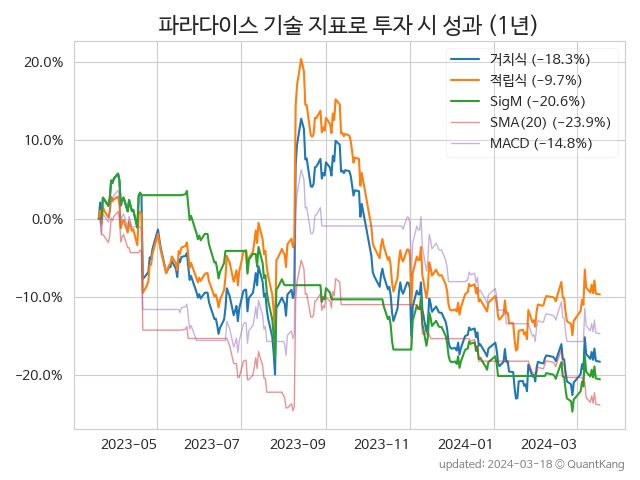 파라다이스 기술 지표로 투자 시 성과 (1년)
거치식 (−18.3%)
적립식 (−9.7%)
SigM (−20.6%)
SMA(20) (−23.9%)
MACD (−14.8%)
20.0%
10.0%
0.0%
−10.0%
−20.0%
2023-05 2023-07 2023-09 2023-11 2024-01 2024-03
updated: 2024-03-18 ⓒ QuantKang